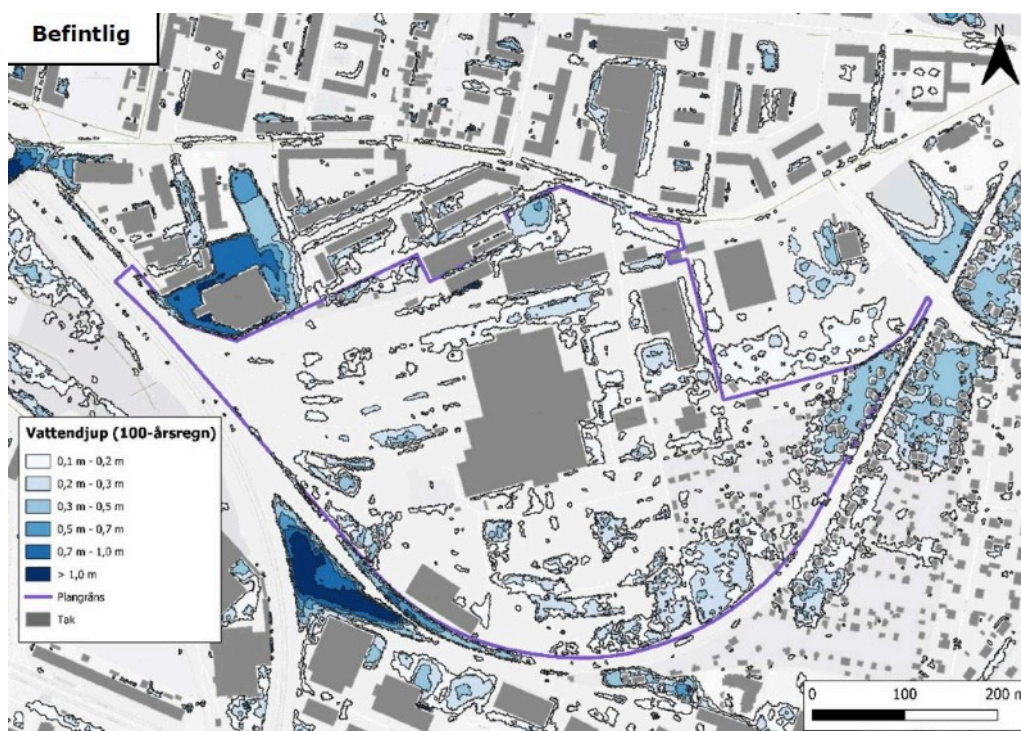 Befintlig
N
Vattendjup (100-årsregn)
0,1 m - 0,2 m
0,2 m - 0,3 m
0,3 m - 0,5 m
0,5 m - 0,7 m
0,7 m - 1,0 m
> 1,0 m
Plangräns
Tak
0 100 200 m